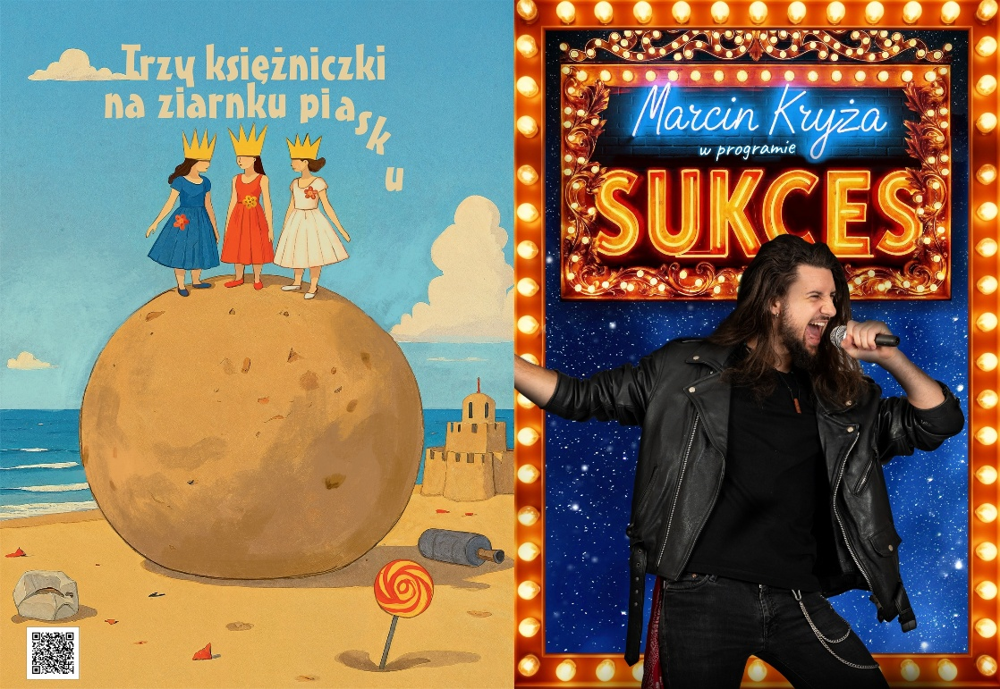 Trzy księżniczki
na ziarnku piasku
Marcin Kryża
w programie
SUKCES